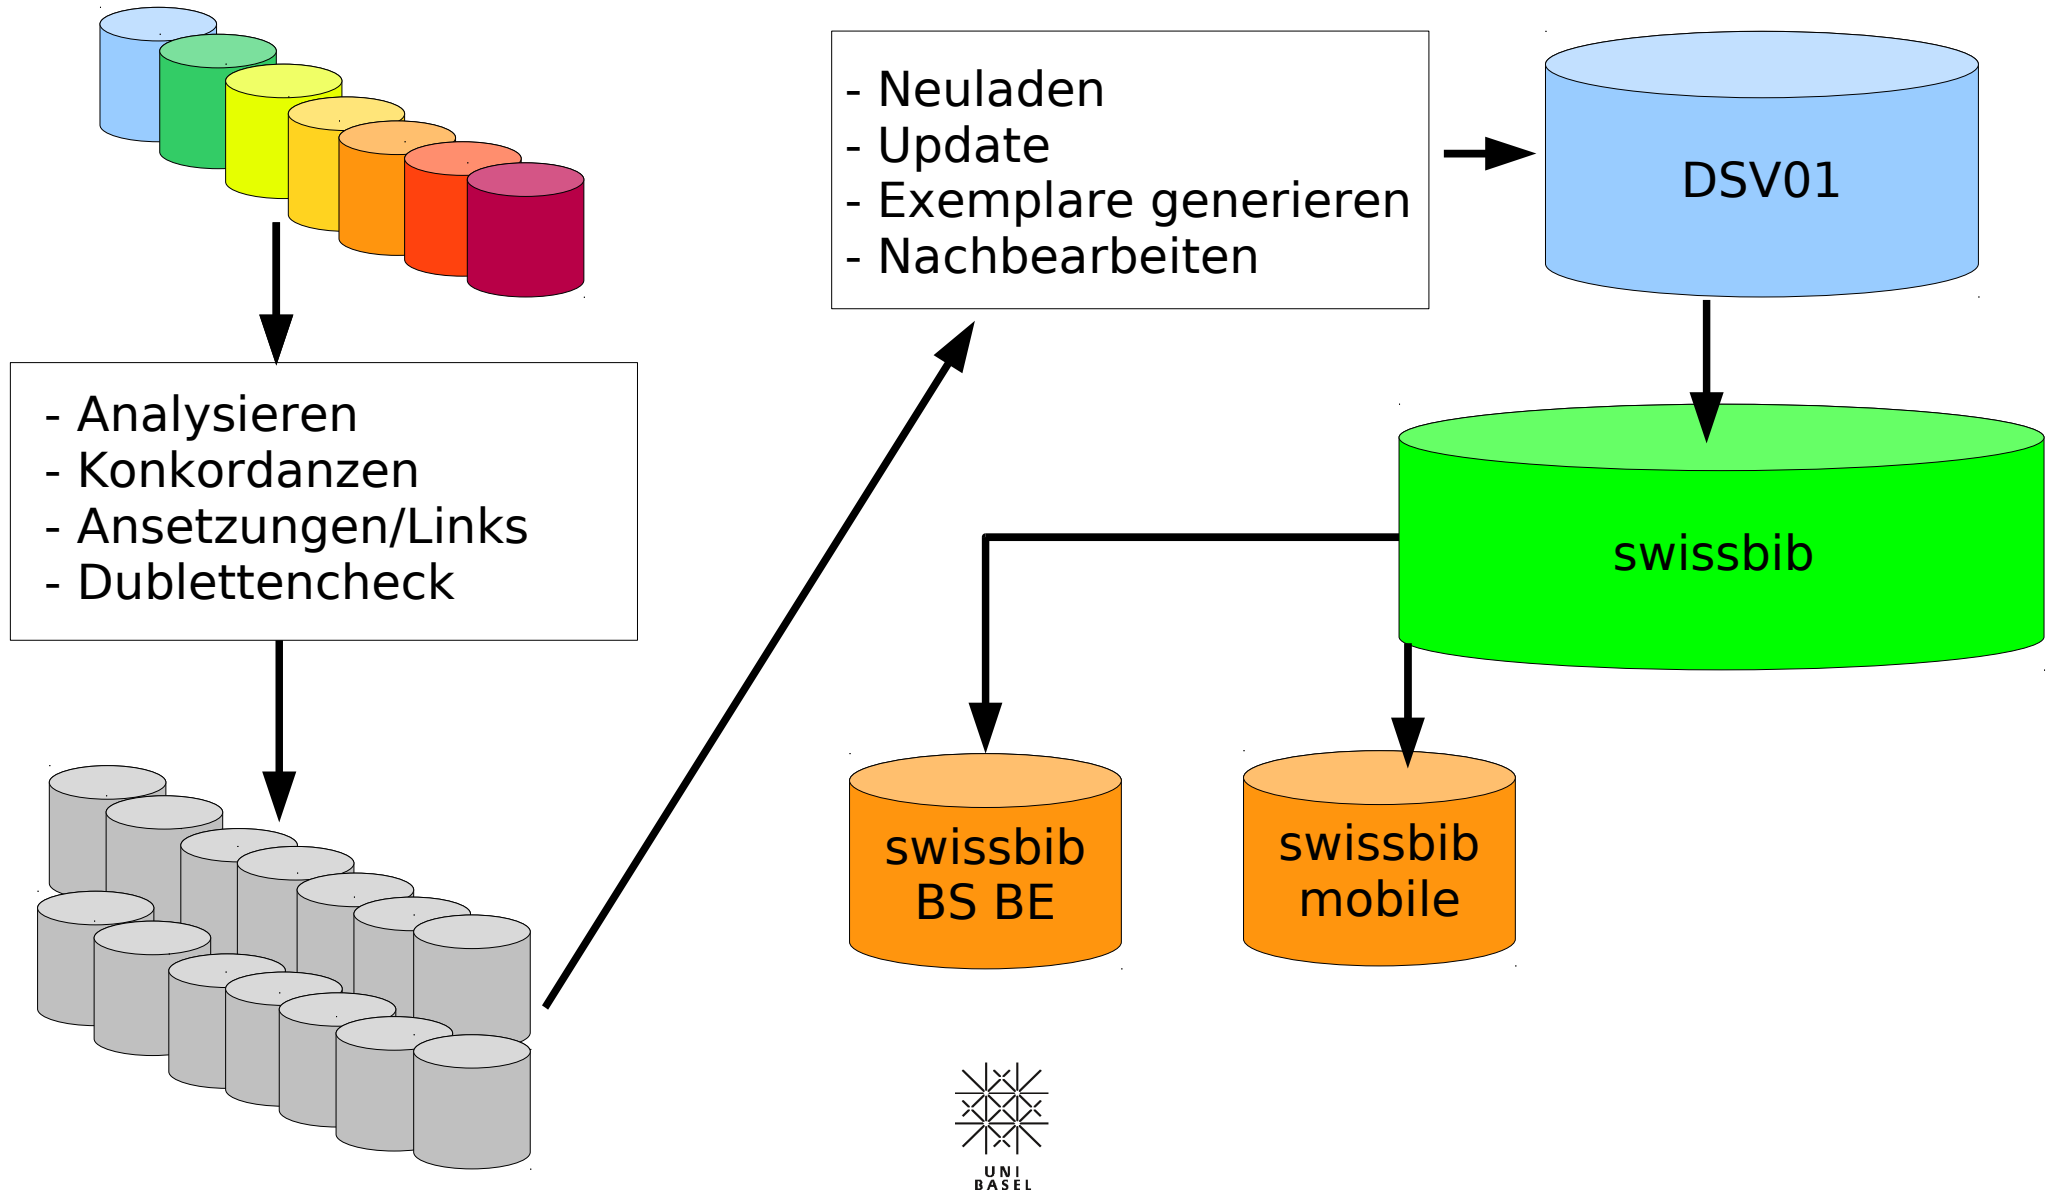 - Analysieren
- Konkordanzen
- Ansetzungen/Links
- Dublettencheck
- Neuladen
- Update
- Exemplare generieren
- Nachbearbeiten
DSV01
swissbib
swissbib
BS BE
swissbib
mobile
UNI
BASEL